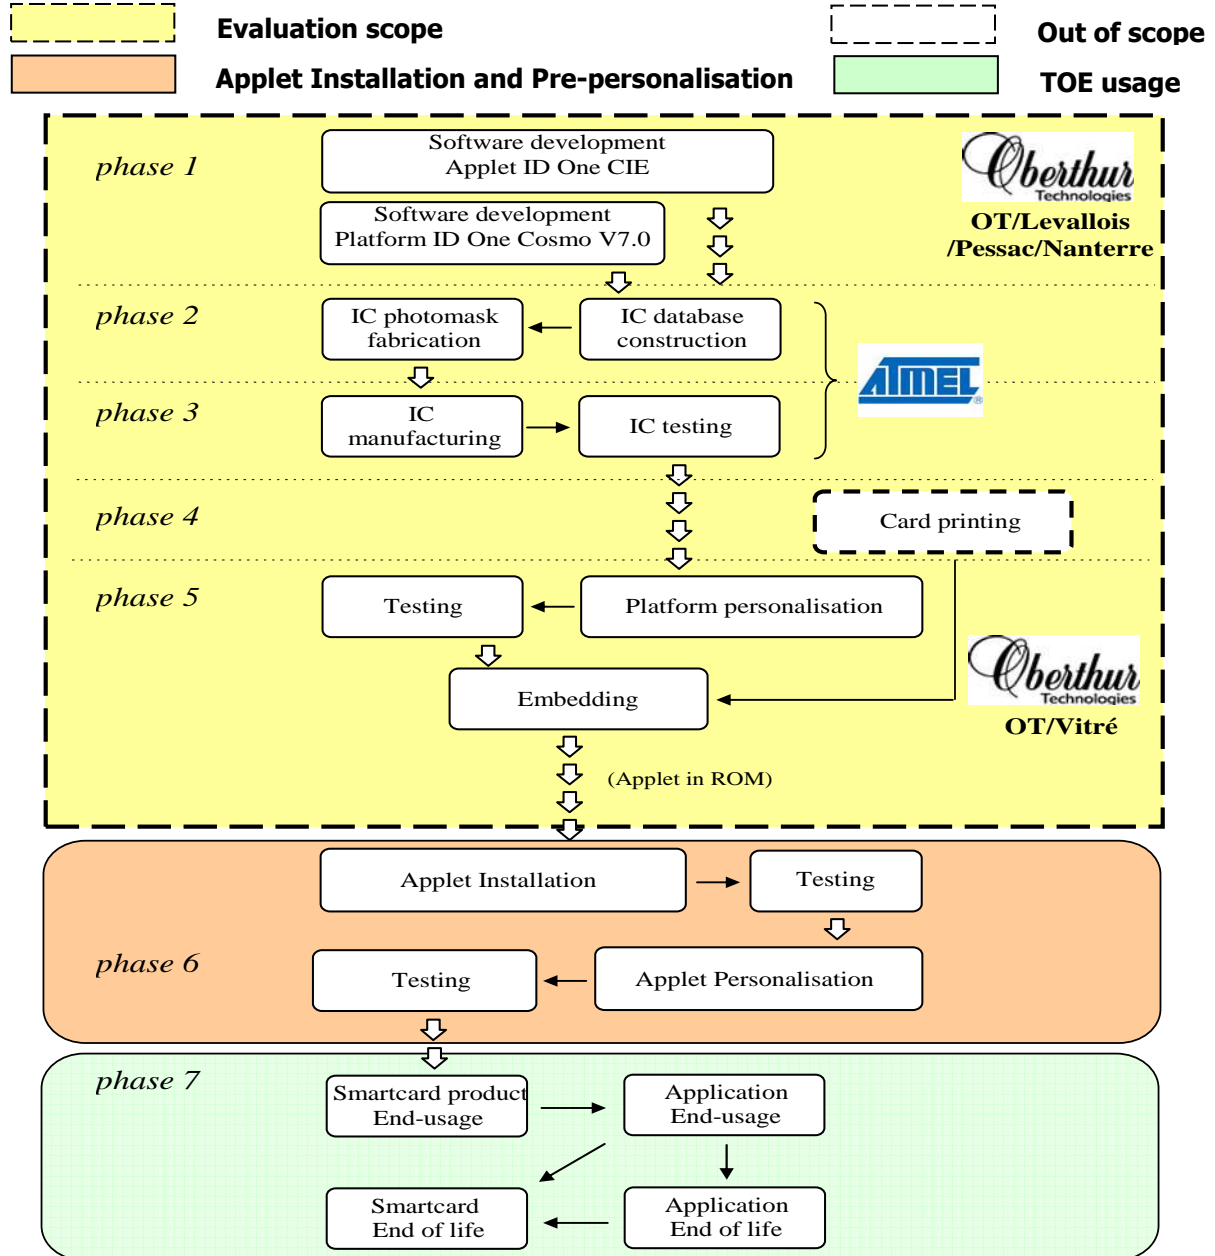 Evaluation scope
Out of scope
Applet Installation and Pre-personalisation
TOE usage
phase 1
Software development
Applet ID One CIE
Oberthur
Technologies
OT/Levallois
/Pessac/Nanterre
Software development
Platform ID One Cosmo V7.0
phase 2
IC photomask
fabrication
IC database
construction
ATMEL
®
phase 3
IC
manufacturing
IC testing
phase 4
Card printing
phase 5
Testing
Platform personalisation
Oberthur
Technologies
OT/Vitré
Embedding
(Applet in ROM)
Applet Installation
Testing
phase 6
Testing
Applet Personalisation
phase 7
Smartcard product
End-usage
Application
End-usage
Smartcard
End of life
Application
End of life